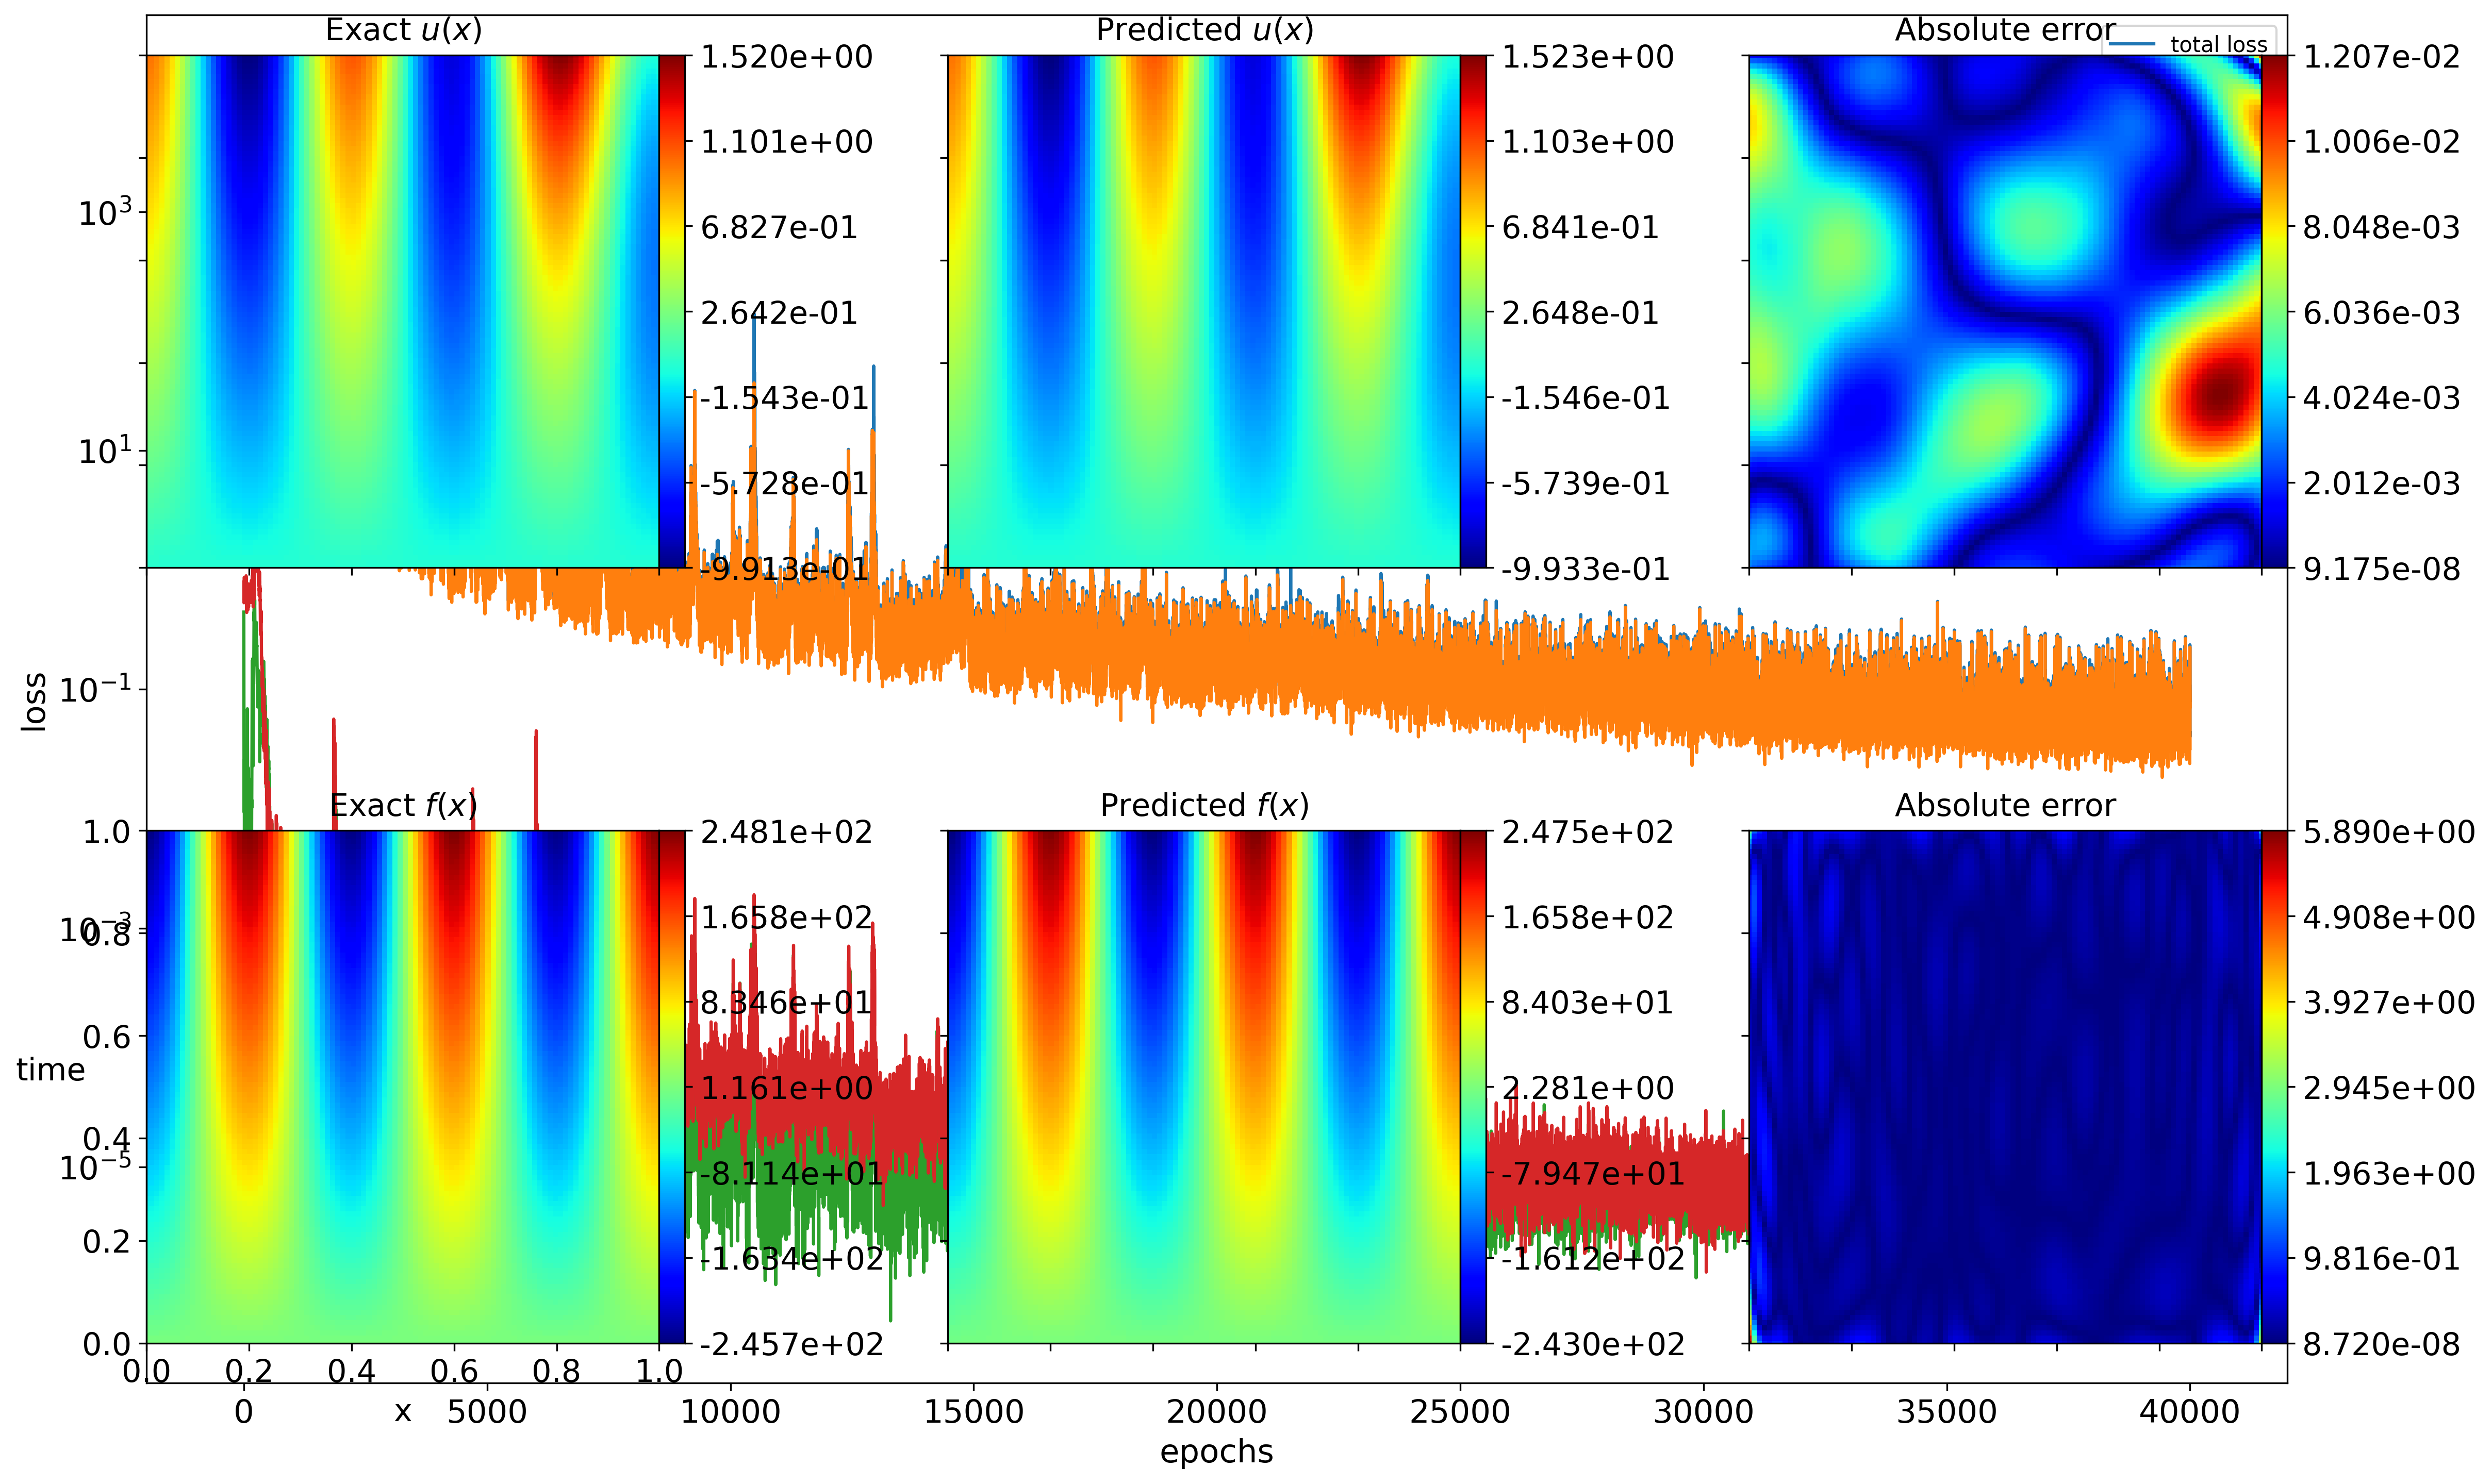 Exact u(x)
Predicted u(x)
Absolute error
total loss
1.520e+00
1.101e+00
6.827e-01
2.642e-01
-1.543e-01
-5.728e-01
-9.913e-01
1.523e+00
1.103e+00
6.841e-01
2.648e-01
-1.546e-01
-5.739e-01
-9.933e-01
1.207e-02
1.006e-02
8.048e-03
6.036e-03
4.024e-03
2.012e-03
9.175e-08
10³
10¹
10⁻¹
10⁻³
10⁻⁵
loss
Exact f(x)
Predicted f(x)
Absolute error
2.481e+02
1.658e+02
8.346e+01
1.161e+00
-8.114e+01
-1.634e+02
-2.457e+02
2.475e+02
1.658e+02
8.403e+01
2.281e+00
-7.947e+01
-1.612e+02
-2.430e+02
5.890e+00
4.908e+00
3.927e+00
2.945e+00
1.963e+00
9.816e-01
8.720e-08
1.0
0.8
0.6
0.4
0.2
0.0
time
0.0 0.2 0.4 0.6 0.8 1.0
x
0 5000 10000 15000 20000 25000 30000 35000 40000
epochs